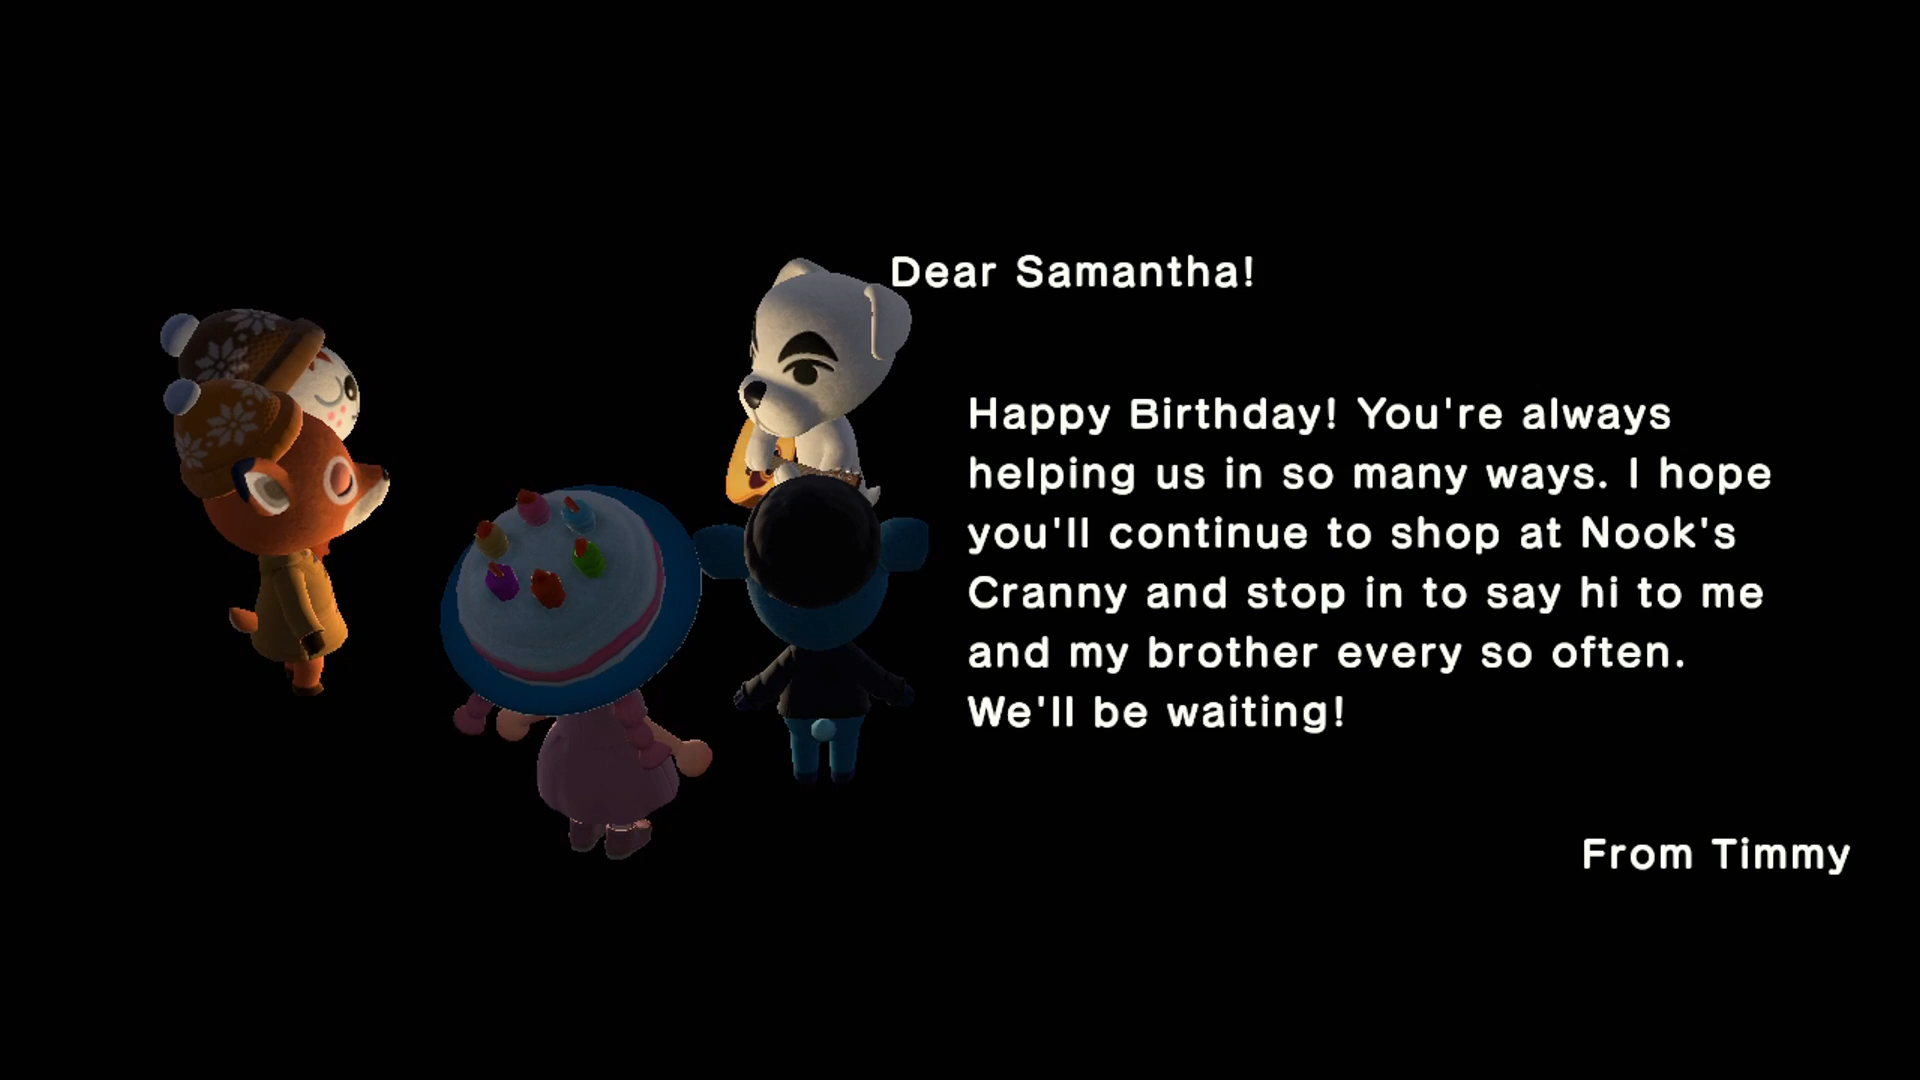 Dear Samantha!
Happy Birthday! You're always
helping us in so many ways. I hope
you'll continue to shop at Nook's
Cranny and stop in to say hi to me
and my brother every so often.
We'll be waiting!
From Timmy